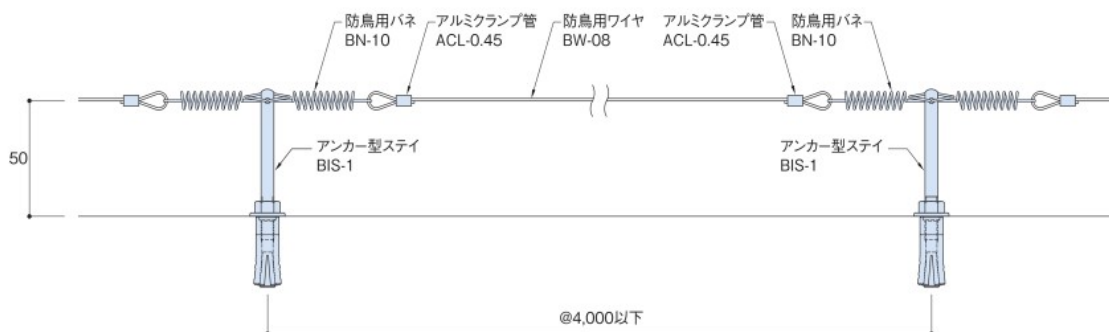 防鳥用バネ
BN-10
アルミクランプ管
ACL-0.45
防鳥用ワイヤ
BW-08
アルミクランプ管
ACL-0.45
防鳥用バネ
BN-10
50
アンカー型ステイ
BIS-1
アンカー型ステイ
BIS-1
@4,000以下